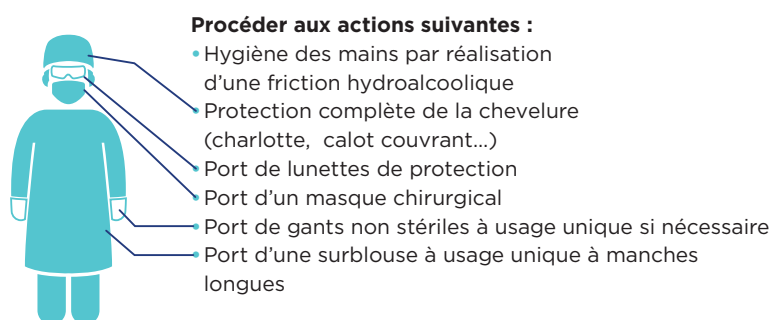 Procéder aux actions suivantes :
• Hygiène des mains par réalisation
d’une friction hydroalcoolique
• Protection complète de la chevelure
(charlotte, calot couvrant...)
• Port de lunettes de protection
• Port d’un masque chirurgical
• Port de gants non stériles à usage unique si nécessaire
• Port d’une surblouse à usage unique à manches
longues